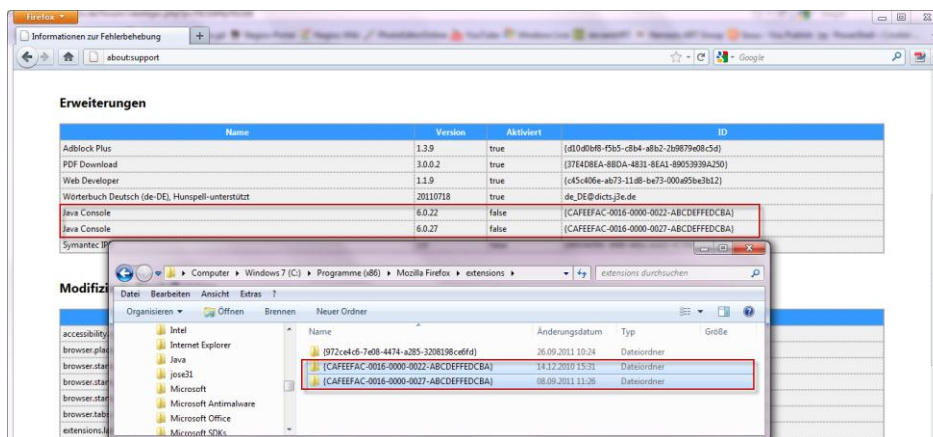 Firefox
Informationen zur Fehlerbehebung
about:support
Google
Erweiterungen
Name Version Aktiviert ID
Adblock Plus 1.3.9 true {d10d0bf8-f5b5-c8b4-a8b2-2b9879e08c5d}
PDF Download 3.0.0.2 true {37E4D8EA-8BDA-4831-8EA1-89053939A250}
Web Developer 1.1.9 true {c45c406e-ab73-11d8-be73-000a95be3b12}
Wörterbuch Deutsch (de-DE), Hunspell-unterstützt 20110718 true de_DE@dicts.j3e.de
Java Console 6.0.22 false {CAFEEFAC-0016-0000-0022-ABCDEFFEDCBA}
Java Console 6.0.27 false {CAFEEFAC-0016-0000-0027-ABCDEFFEDCBA}
Symantec IP
Computer Windows 7 (C:) Programme (x86) Mozilla Firefox extensions
extensions durchsuchen
Modifizi
Datei Bearbeiten Ansicht Extras ?
Organisieren Öffnen Brennen Neuer Ordner
Intel
Internet Explorer
Java
jose31
Microsoft
Microsoft Antimalware
Microsoft Office
Microsoft SDKs
Name Änderungsdatum Typ Größe
{972ce4c6-7e08-4474-a285-3208198ce6fd} 26.09.2011 10:24 Dateiordner
{CAFEEFAC-0016-0000-0022-ABCDEFFEDCBA} 14.12.2010 15:31 Dateiordner
{CAFEEFAC-0016-0000-0027-ABCDEFFEDCBA} 08.09.2011 11:26 Dateiordner
accessibility.
browser.plac
browser.star
browser.star
browser.star
browser.tabs
extensions.la